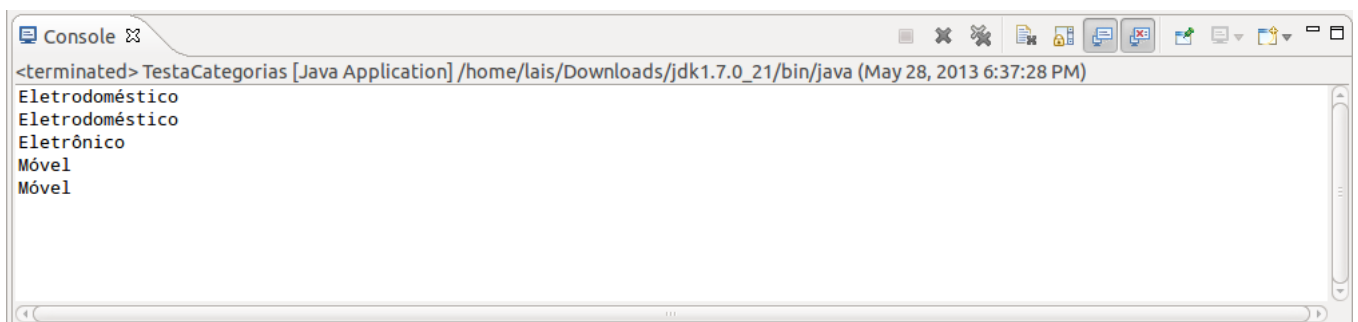 Console
<terminated> TestaCategorias [Java Application] /home/lais/Downloads/jdk1.7.0_21/bin/java (May 28, 2013 6:37:28 PM)
Eletrodoméstico
Eletrodoméstico
Eletrônico
Móvel
Móvel